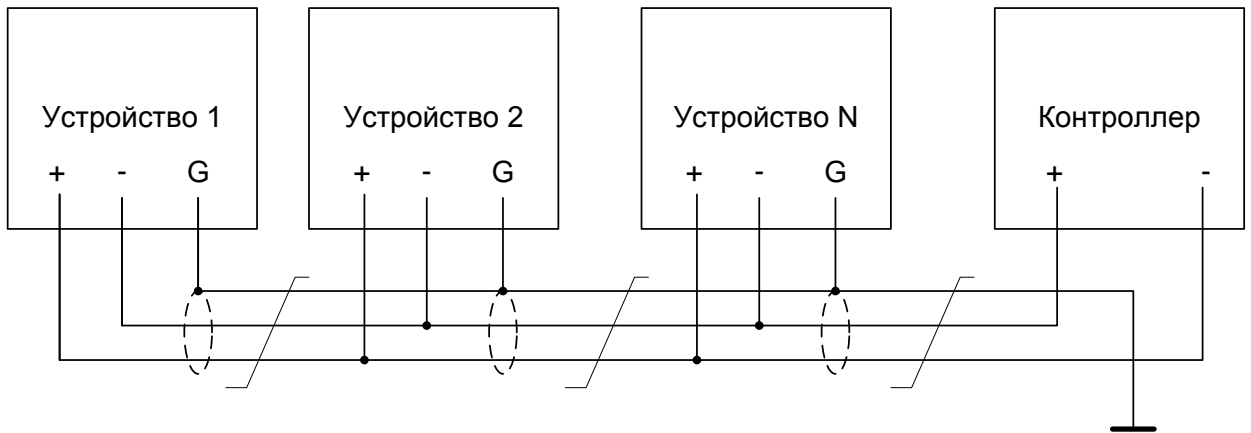 Устройство 1 Устройство 2 Устройство N Контроллер
+ - G + - G + - G + -